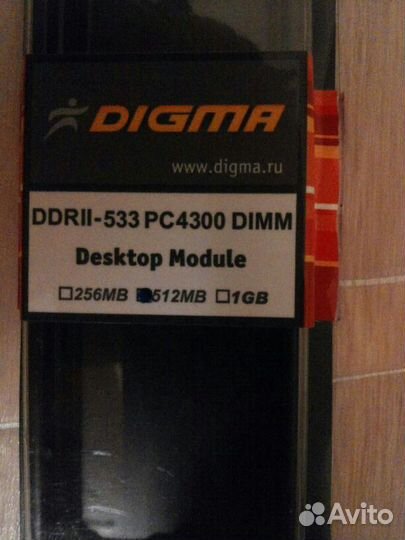 DIGMA
www.digma.ru
DDRII-533 PC4300 DIMM
Desktop Module
256MB 512MB 1GB
Avito